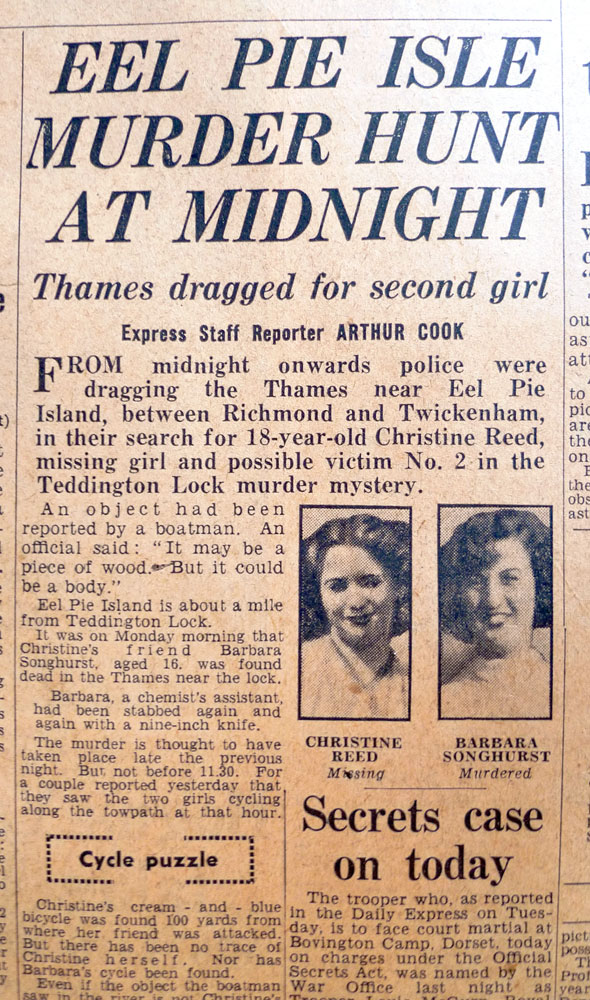 EEL PIE ISLE
MURDER HUNT
AT MIDNIGHT
Thames dragged for second girl
Express Staff Reporter ARTHUR COOK
FROM midnight onwards police were
dragging the Thames near Eel Pie
Island, between Richmond and Twickenham,
in their search for 18-year-old Christine Reed,
missing girl and possible victim No. 2 in the
Teddington Lock murder mystery.
An object had been
reported by a boatman. An
official said: "It may be a
piece of wood. But it could
be a body."
Eel Pie Island is about a mile
from Teddington Lock.
It was on Monday morning that
Christine's friend Barbara
Songhurst, aged 16, was found
dead in the Thames near the lock.
Barbara, a chemist's assistant,
had been stabbed again and
again with a nine-inch knife.
The murder is thought to have
taken place late the previous
night. But not before 11.30. For
a couple reported yesterday that
they saw the two girls cycling
along the towpath at that hour.
Cycle puzzle
Christine's cream - and - blue
bicycle was found 100 yards from
where her friend was attacked.
But there has been no trace of
Christine herself. Nor has
Barbara's cycle been found.
Even if the object the boatman
saw in the river is not Christine's
CHRISTINE
REED
Missing
BARBARA
SONGHURST
Murdered
Secrets case
on today
The trooper who, as reported
in the Daily Express on Tues-
day, is to face court martial at
Bovington Camp, Dorset, today
on charges under the Official
Secrets Act, was named by the
War Office last night as